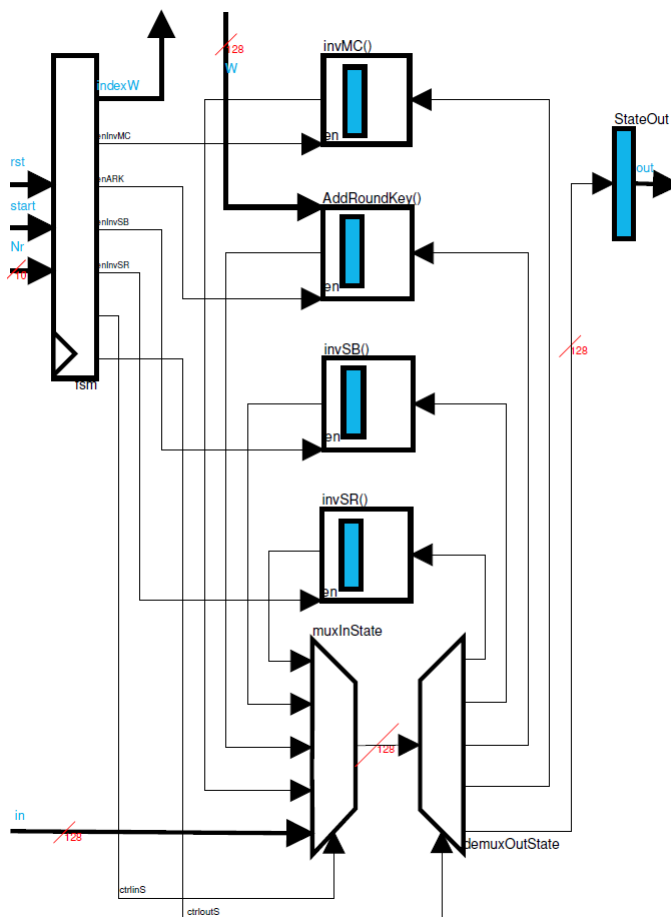 invMC()
128
W
indexW
en
enInvMC
StateOut
out
rst
enARK
AddRoundKey()
start
enInvSB
Nr
enInvSR
10
en
fsm
invSB()
128
en
invSR()
en
muxInState
128
in
128
demuxOutState
ctrlinS
ctrloutS